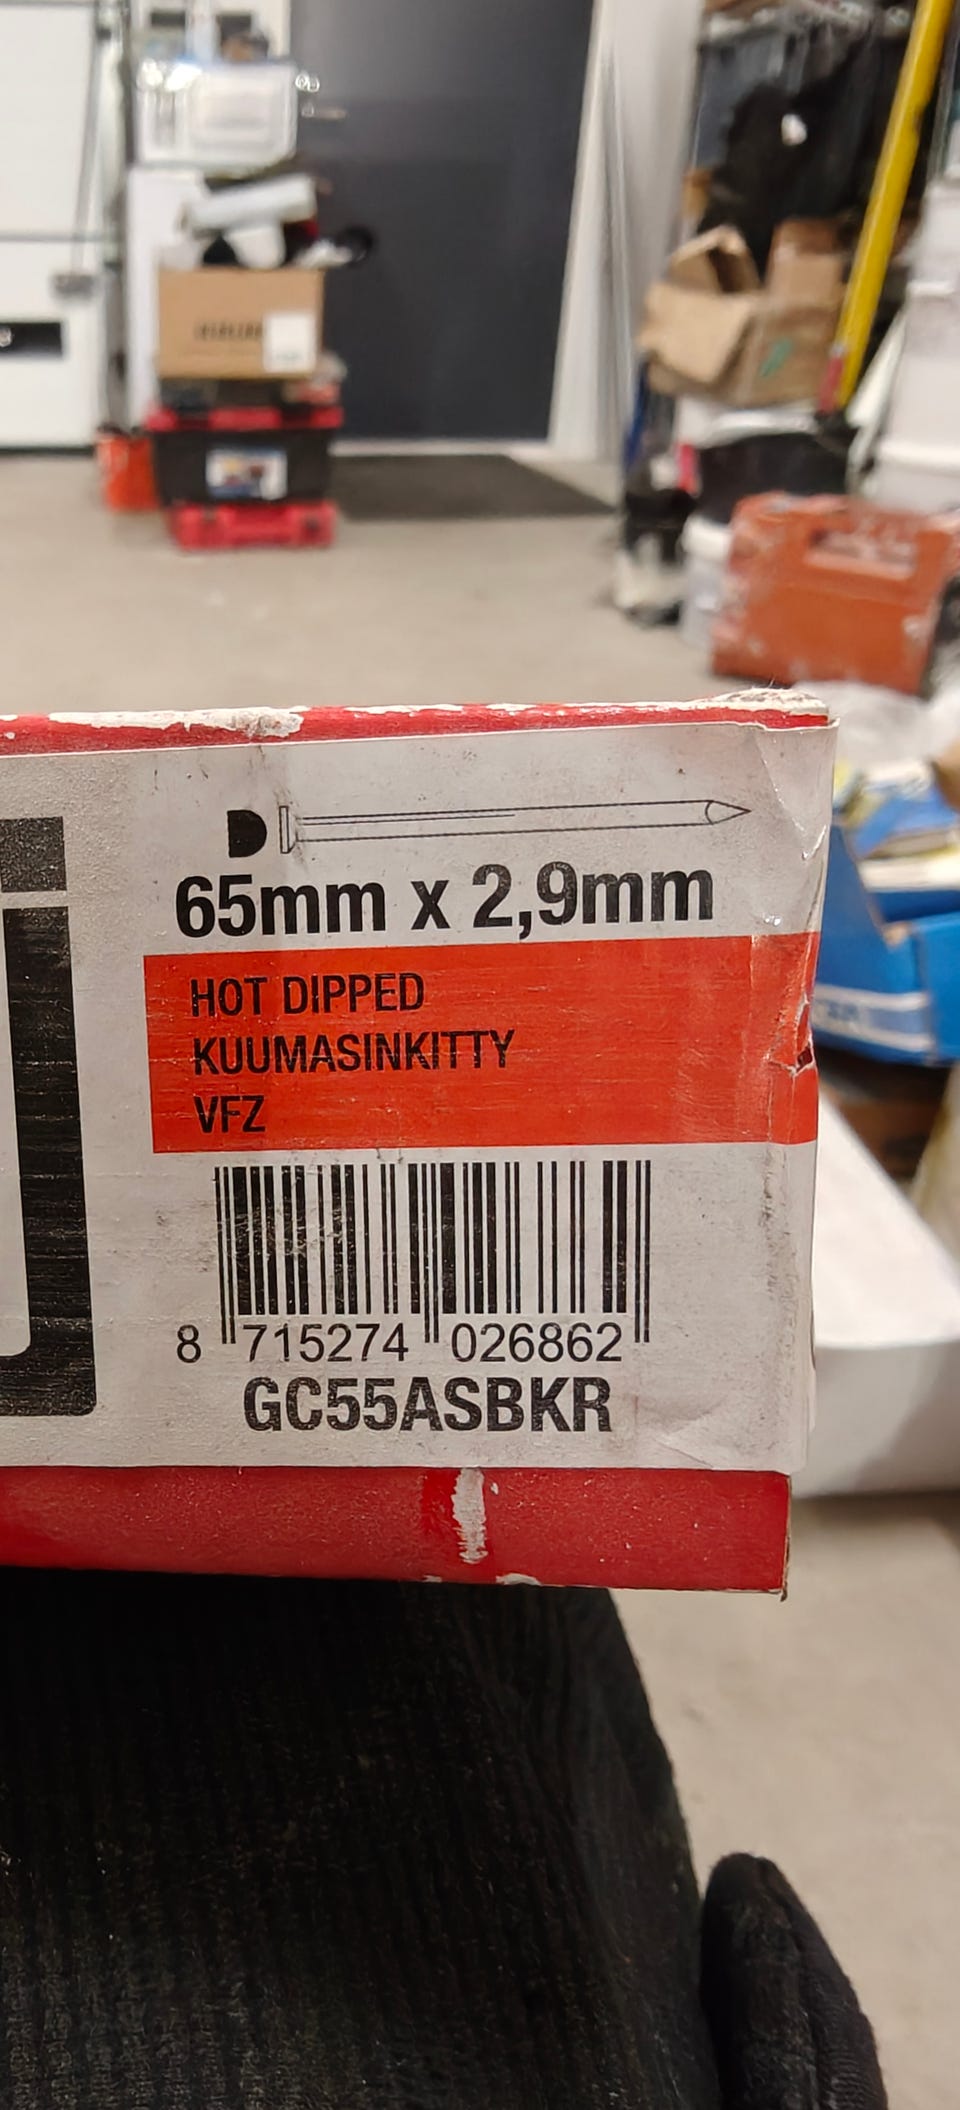 65mm x 2,9mm
HOT DIPPED
KUUMASINKITTY
VFZ
8 715274 026862
GC55ASBKR